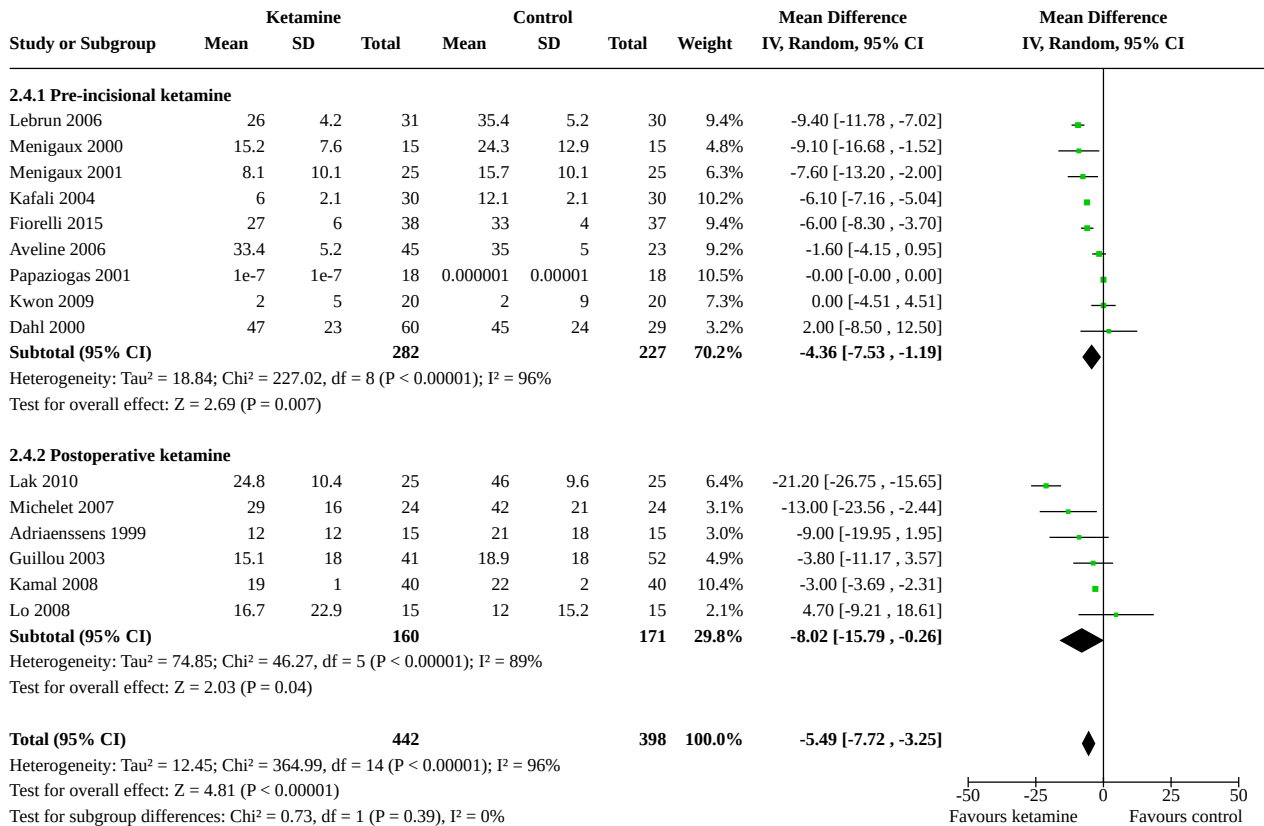 Ketamine Control Mean Difference Mean Difference
Study or Subgroup Mean SD Total Mean SD Total Weight IV, Random, 95% CI IV, Random, 95% CI
2.4.1 Pre-incisional ketamine
Lebrun 2006 26 4.2 31 35.4 5.2 30 9.4% -9.40 [-11.78 , -7.02]
Menigaux 2000 15.2 7.6 15 24.3 12.9 15 4.8% -9.10 [-16.68 , -1.52]
Menigaux 2001 8.1 10.1 25 15.7 10.1 25 6.3% -7.60 [-13.20 , -2.00]
Kafali 2004 6 2.1 30 12.1 2.1 30 10.2% -6.10 [-7.16 , -5.04]
Fiorelli 2015 27 6 38 33 4 37 9.4% -6.00 [-8.30 , -3.70]
Aveline 2006 33.4 5.2 45 35 5 23 9.2% -1.60 [-4.15 , 0.95]
Papaziogas 2001 1e-7 1e-7 18 0.000001 0.00001 18 10.5% -0.00 [-0.00 , 0.00]
Kwon 2009 2 5 20 2 9 20 7.3% 0.00 [-4.51 , 4.51]
Dahl 2000 47 23 60 45 24 29 3.2% 2.00 [-8.50 , 12.50]
Subtotal (95% CI) 282 227 70.2% -4.36 [-7.53 , -1.19]
Heterogeneity: Tau² = 18.84; Chi² = 227.02, df = 8 (P < 0.00001); I² = 96%
Test for overall effect: Z = 2.69 (P = 0.007)
2.4.2 Postoperative ketamine
Lak 2010 24.8 10.4 25 46 9.6 25 6.4% -21.20 [-26.75 , -15.65]
Michelet 2007 29 16 24 42 21 24 3.1% -13.00 [-23.56 , -2.44]
Adriaenssens 1999 12 12 15 21 18 15 3.0% -9.00 [-19.95 , 1.95]
Guillou 2003 15.1 18 41 18.9 18 52 4.9% -3.80 [-11.17 , 3.57]
Kamal 2008 19 1 40 22 2 40 10.4% -3.00 [-3.69 , -2.31]
Lo 2008 16.7 22.9 15 12 15.2 15 2.1% 4.70 [-9.21 , 18.61]
Subtotal (95% CI) 160 171 29.8% -8.02 [-15.79 , -0.26]
Heterogeneity: Tau² = 74.85; Chi² = 46.27, df = 5 (P < 0.00001); I² = 89%
Test for overall effect: Z = 2.03 (P = 0.04)
Total (95% CI) 442 398 100.0% -5.49 [-7.72 , -3.25]
Heterogeneity: Tau² = 12.45; Chi² = 364.99, df = 14 (P < 0.00001); I² = 96%
Test for overall effect: Z = 4.81 (P < 0.00001)
Test for subgroup differences: Chi² = 0.73, df = 1 (P = 0.39), I² = 0%
-50 -25 0 25 50
Favours ketamine Favours control